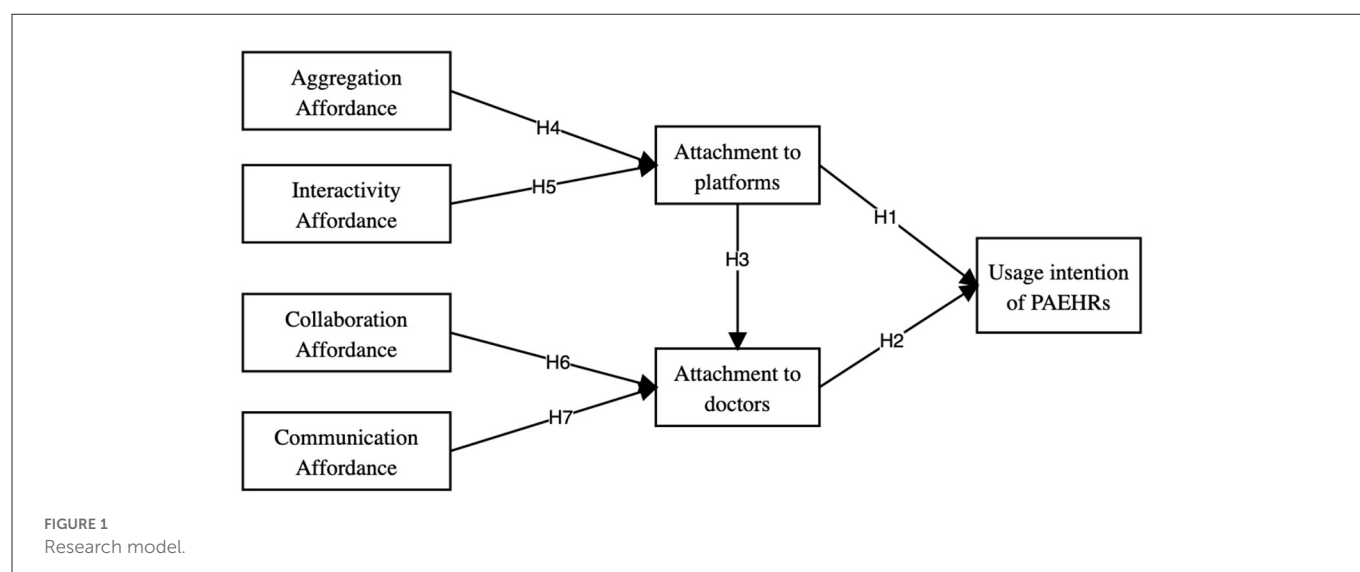 Aggregation
Affordance
H4
Interactivity
Affordance
H5
Attachment to
platforms
H1
H3
Usage intention
of PAEHRs
Collaboration
Affordance
H6
Attachment to
doctors
H2
H7
Communication
Affordance
FIGURE 1
Research model.